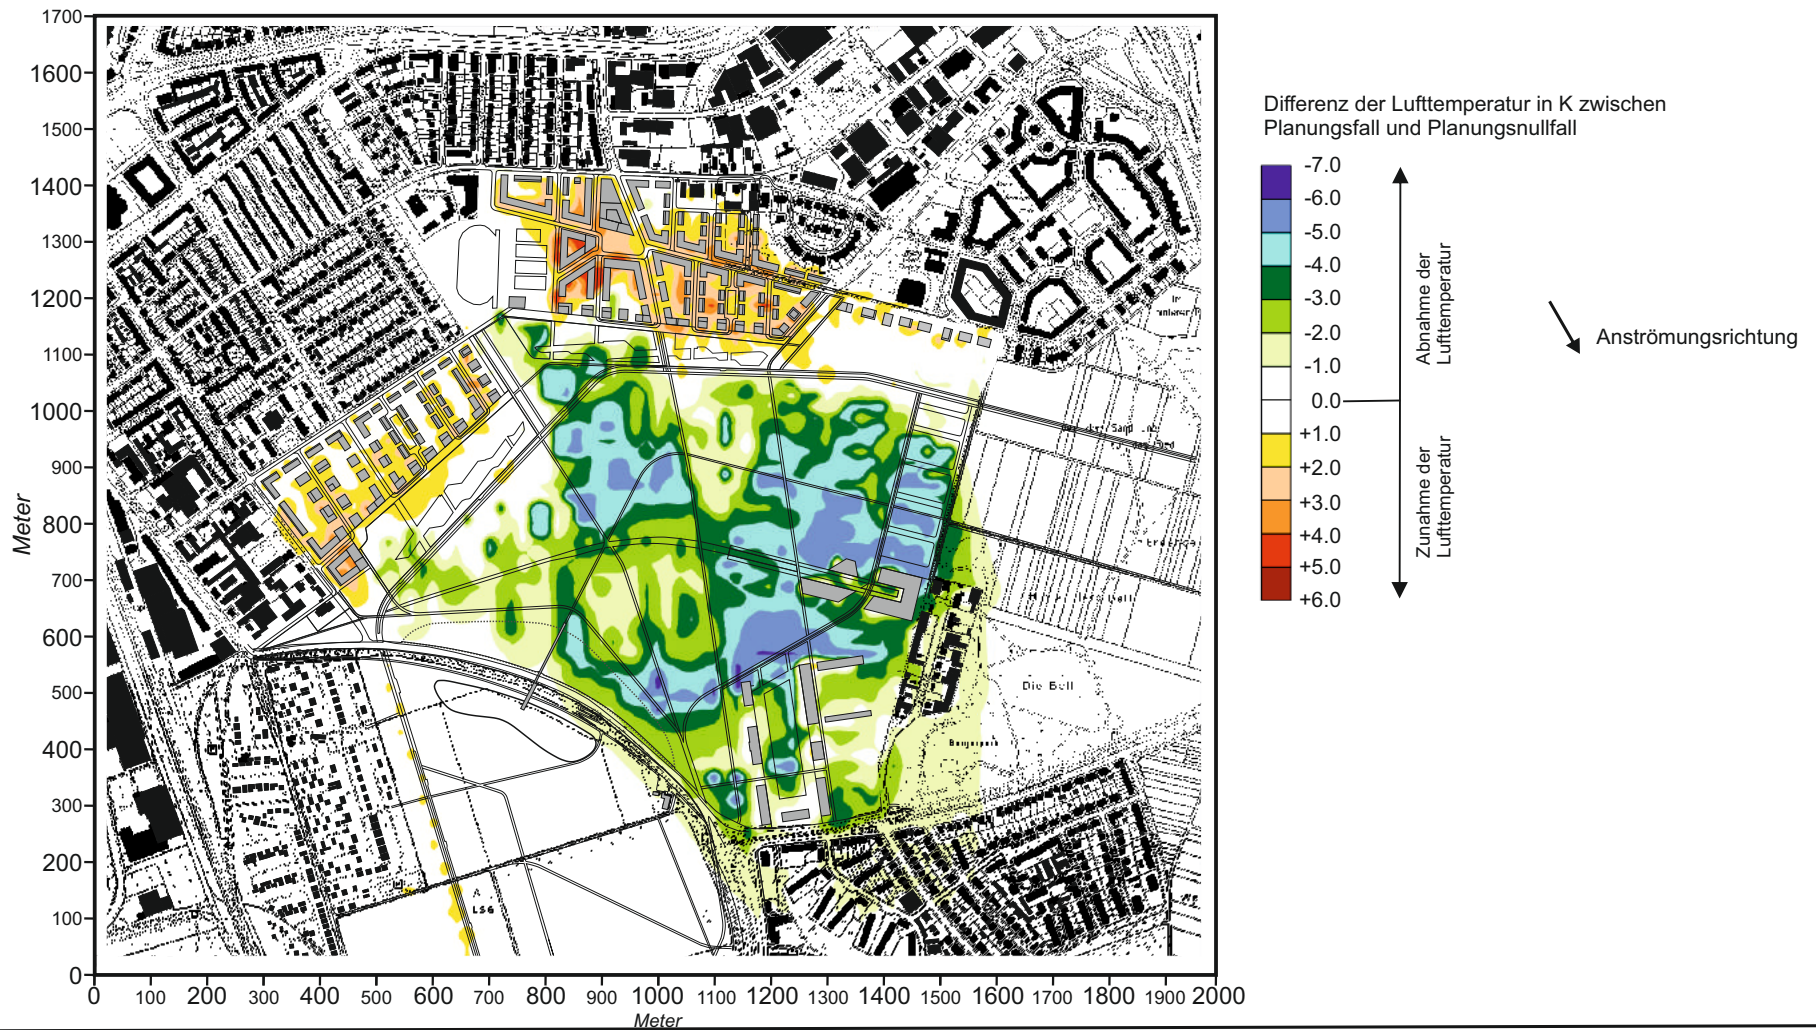 1700
1600
1500
1400
1300
1200
1100
1000
900
800
700
600
500
400
300
200
100
0
Meter
0 100 200 300 400 500 600 700 800 900 1000 1100 1200 1300 1400 1500 1600 1700 1800 1900 2000
Meter
Die Boll
LSG
Differenz der Lufttemperatur in K zwischen
Planungsfall und Planungsnullfall
-7.0
-6.0
-5.0
-4.0
-3.0
-2.0
-1.0
0.0
+1.0
+2.0
+3.0
+4.0
+5.0
+6.0
Abnahme der
Lufttemperatur
Zunahme der
Lufttemperatur
Anströmungsrichtung